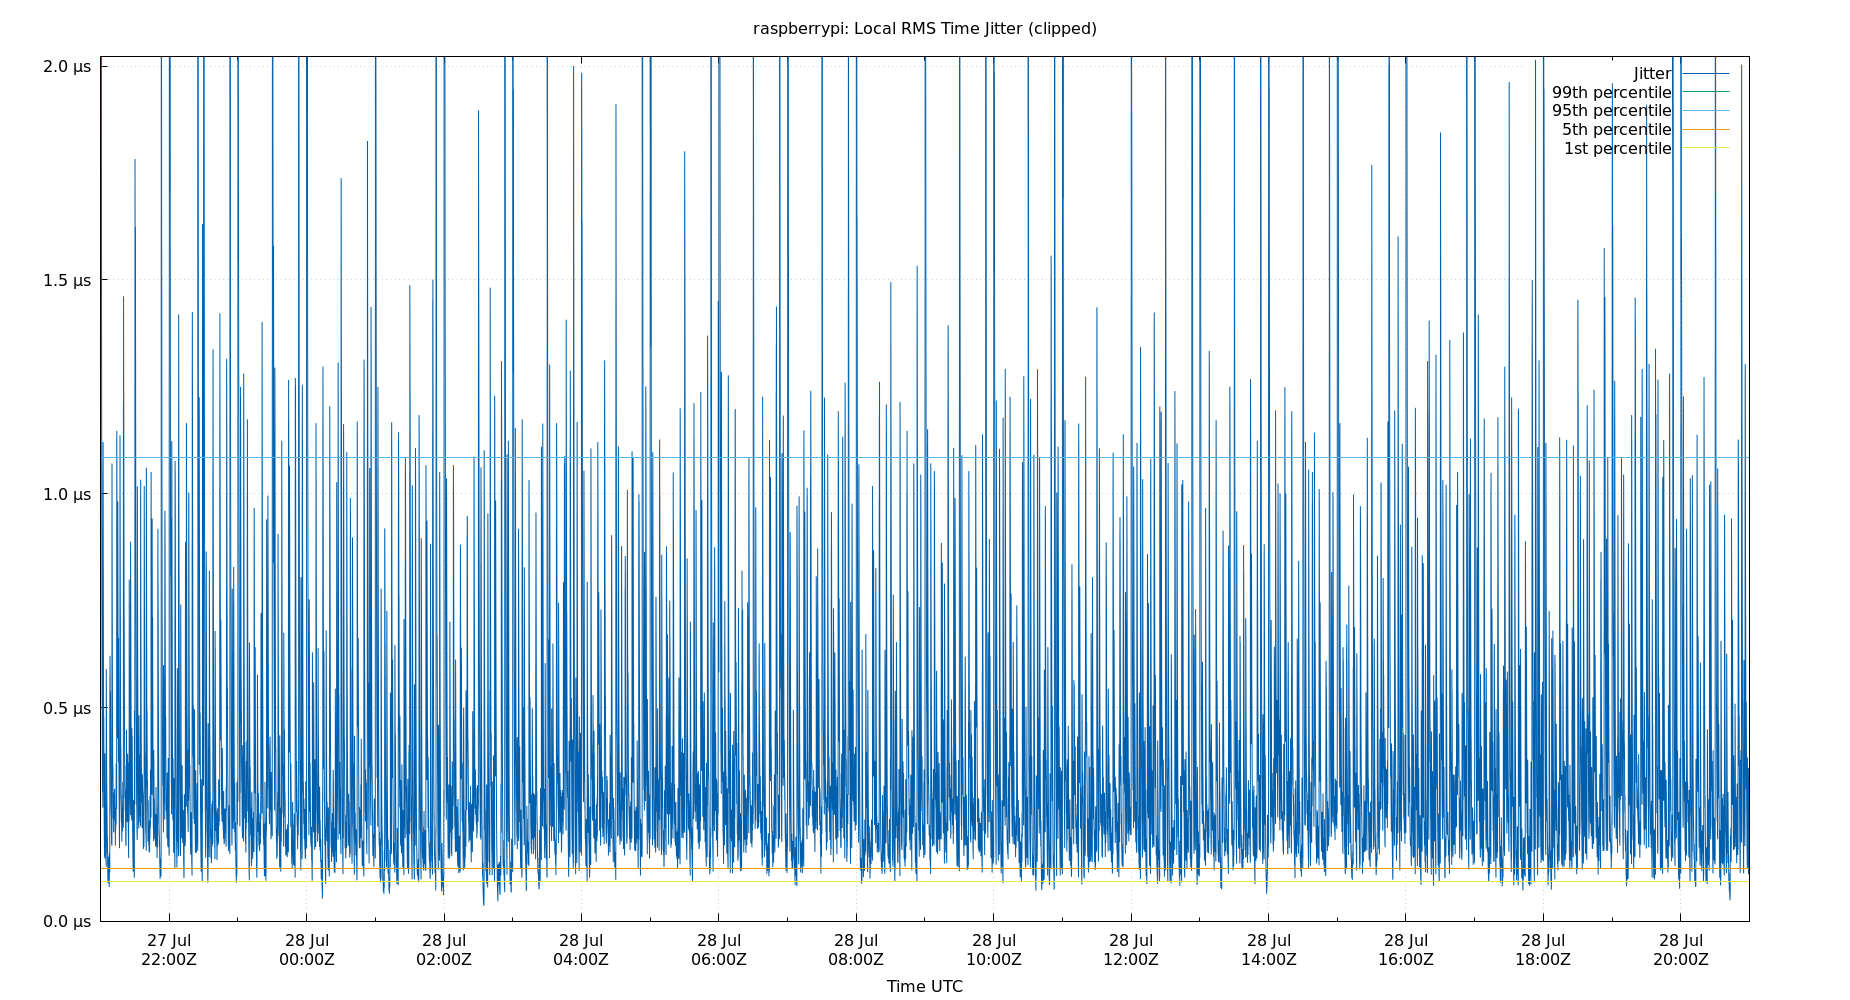 raspberrypi: Local RMS Time Jitter (clipped)
2.0 µs
1.5 µs
1.0 µs
0.5 µs
0.0 µs
Jitter
99th percentile
95th percentile
5th percentile
1st percentile
27 Jul 28 Jul 28 Jul 28 Jul 28 Jul 28 Jul 28 Jul 28 Jul 28 Jul 28 Jul 28 Jul 28 Jul
22:00Z 00:00Z 02:00Z 04:00Z 06:00Z 08:00Z 10:00Z 12:00Z 14:00Z 16:00Z 18:00Z 20:00Z
Time UTC